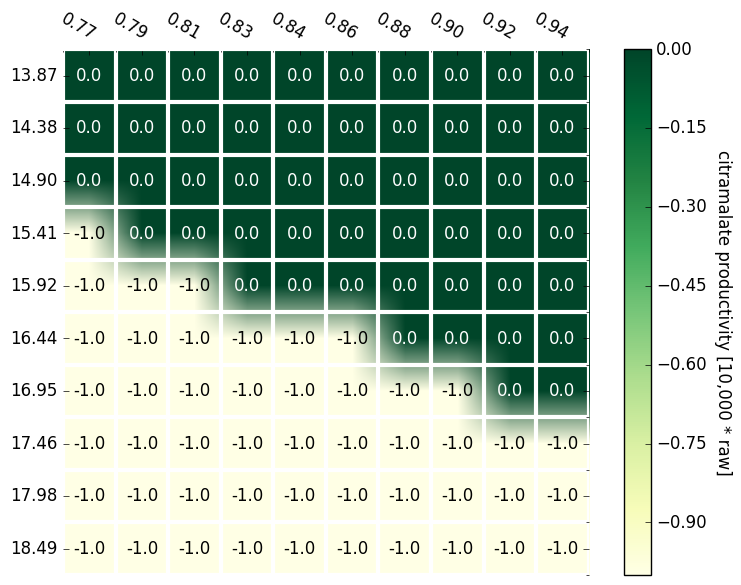 0.77 0.79 0.81 0.83 0.84 0.86 0.88 0.90 0.92 0.94
13.87 0.0 0.0 0.0 0.0 0.0 0.0 0.0 0.0 0.0 0.0
14.38 0.0 0.0 0.0 0.0 0.0 0.0 0.0 0.0 0.0 0.0
14.90 0.0 0.0 0.0 0.0 0.0 0.0 0.0 0.0 0.0 0.0
15.41 -1.0 0.0 0.0 0.0 0.0 0.0 0.0 0.0 0.0 0.0
15.92 -1.0 -1.0 -1.0 0.0 0.0 0.0 0.0 0.0 0.0 0.0
16.44 -1.0 -1.0 -1.0 -1.0 -1.0 -1.0 0.0 0.0 0.0 0.0
16.95 -1.0 -1.0 -1.0 -1.0 -1.0 -1.0 -1.0 -1.0 0.0 0.0
17.46 -1.0 -1.0 -1.0 -1.0 -1.0 -1.0 -1.0 -1.0 -1.0 -1.0
17.98 -1.0 -1.0 -1.0 -1.0 -1.0 -1.0 -1.0 -1.0 -1.0 -1.0
18.49 -1.0 -1.0 -1.0 -1.0 -1.0 -1.0 -1.0 -1.0 -1.0 -1.0
0.00
−0.15
−0.30
−0.45
−0.60
−0.75
−0.90
citramalate productivity [10,000 * raw]